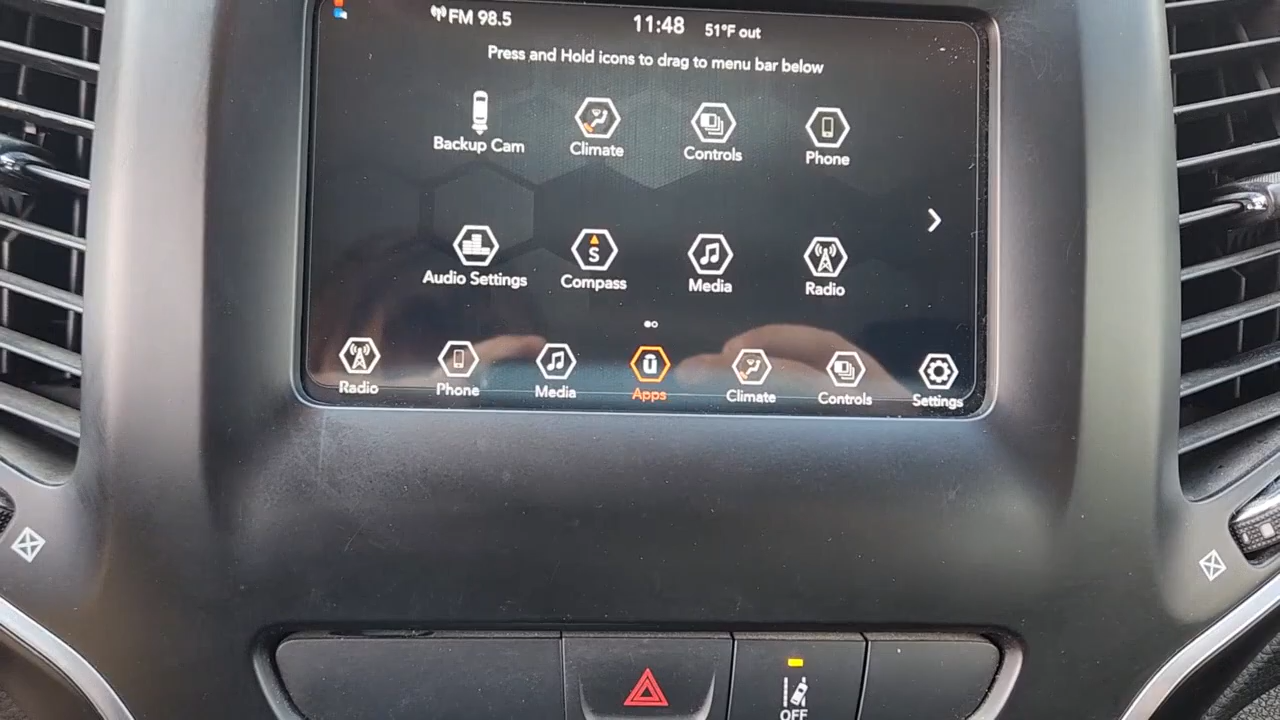 FM 98.5 11:48 51°F out
Press and Hold icons to drag to menu bar below
Backup Cam Climate Controls Phone
S
Audio Settings Compass Media Radio
Radio Phone Media Apps Climate Controls Settings
OFF